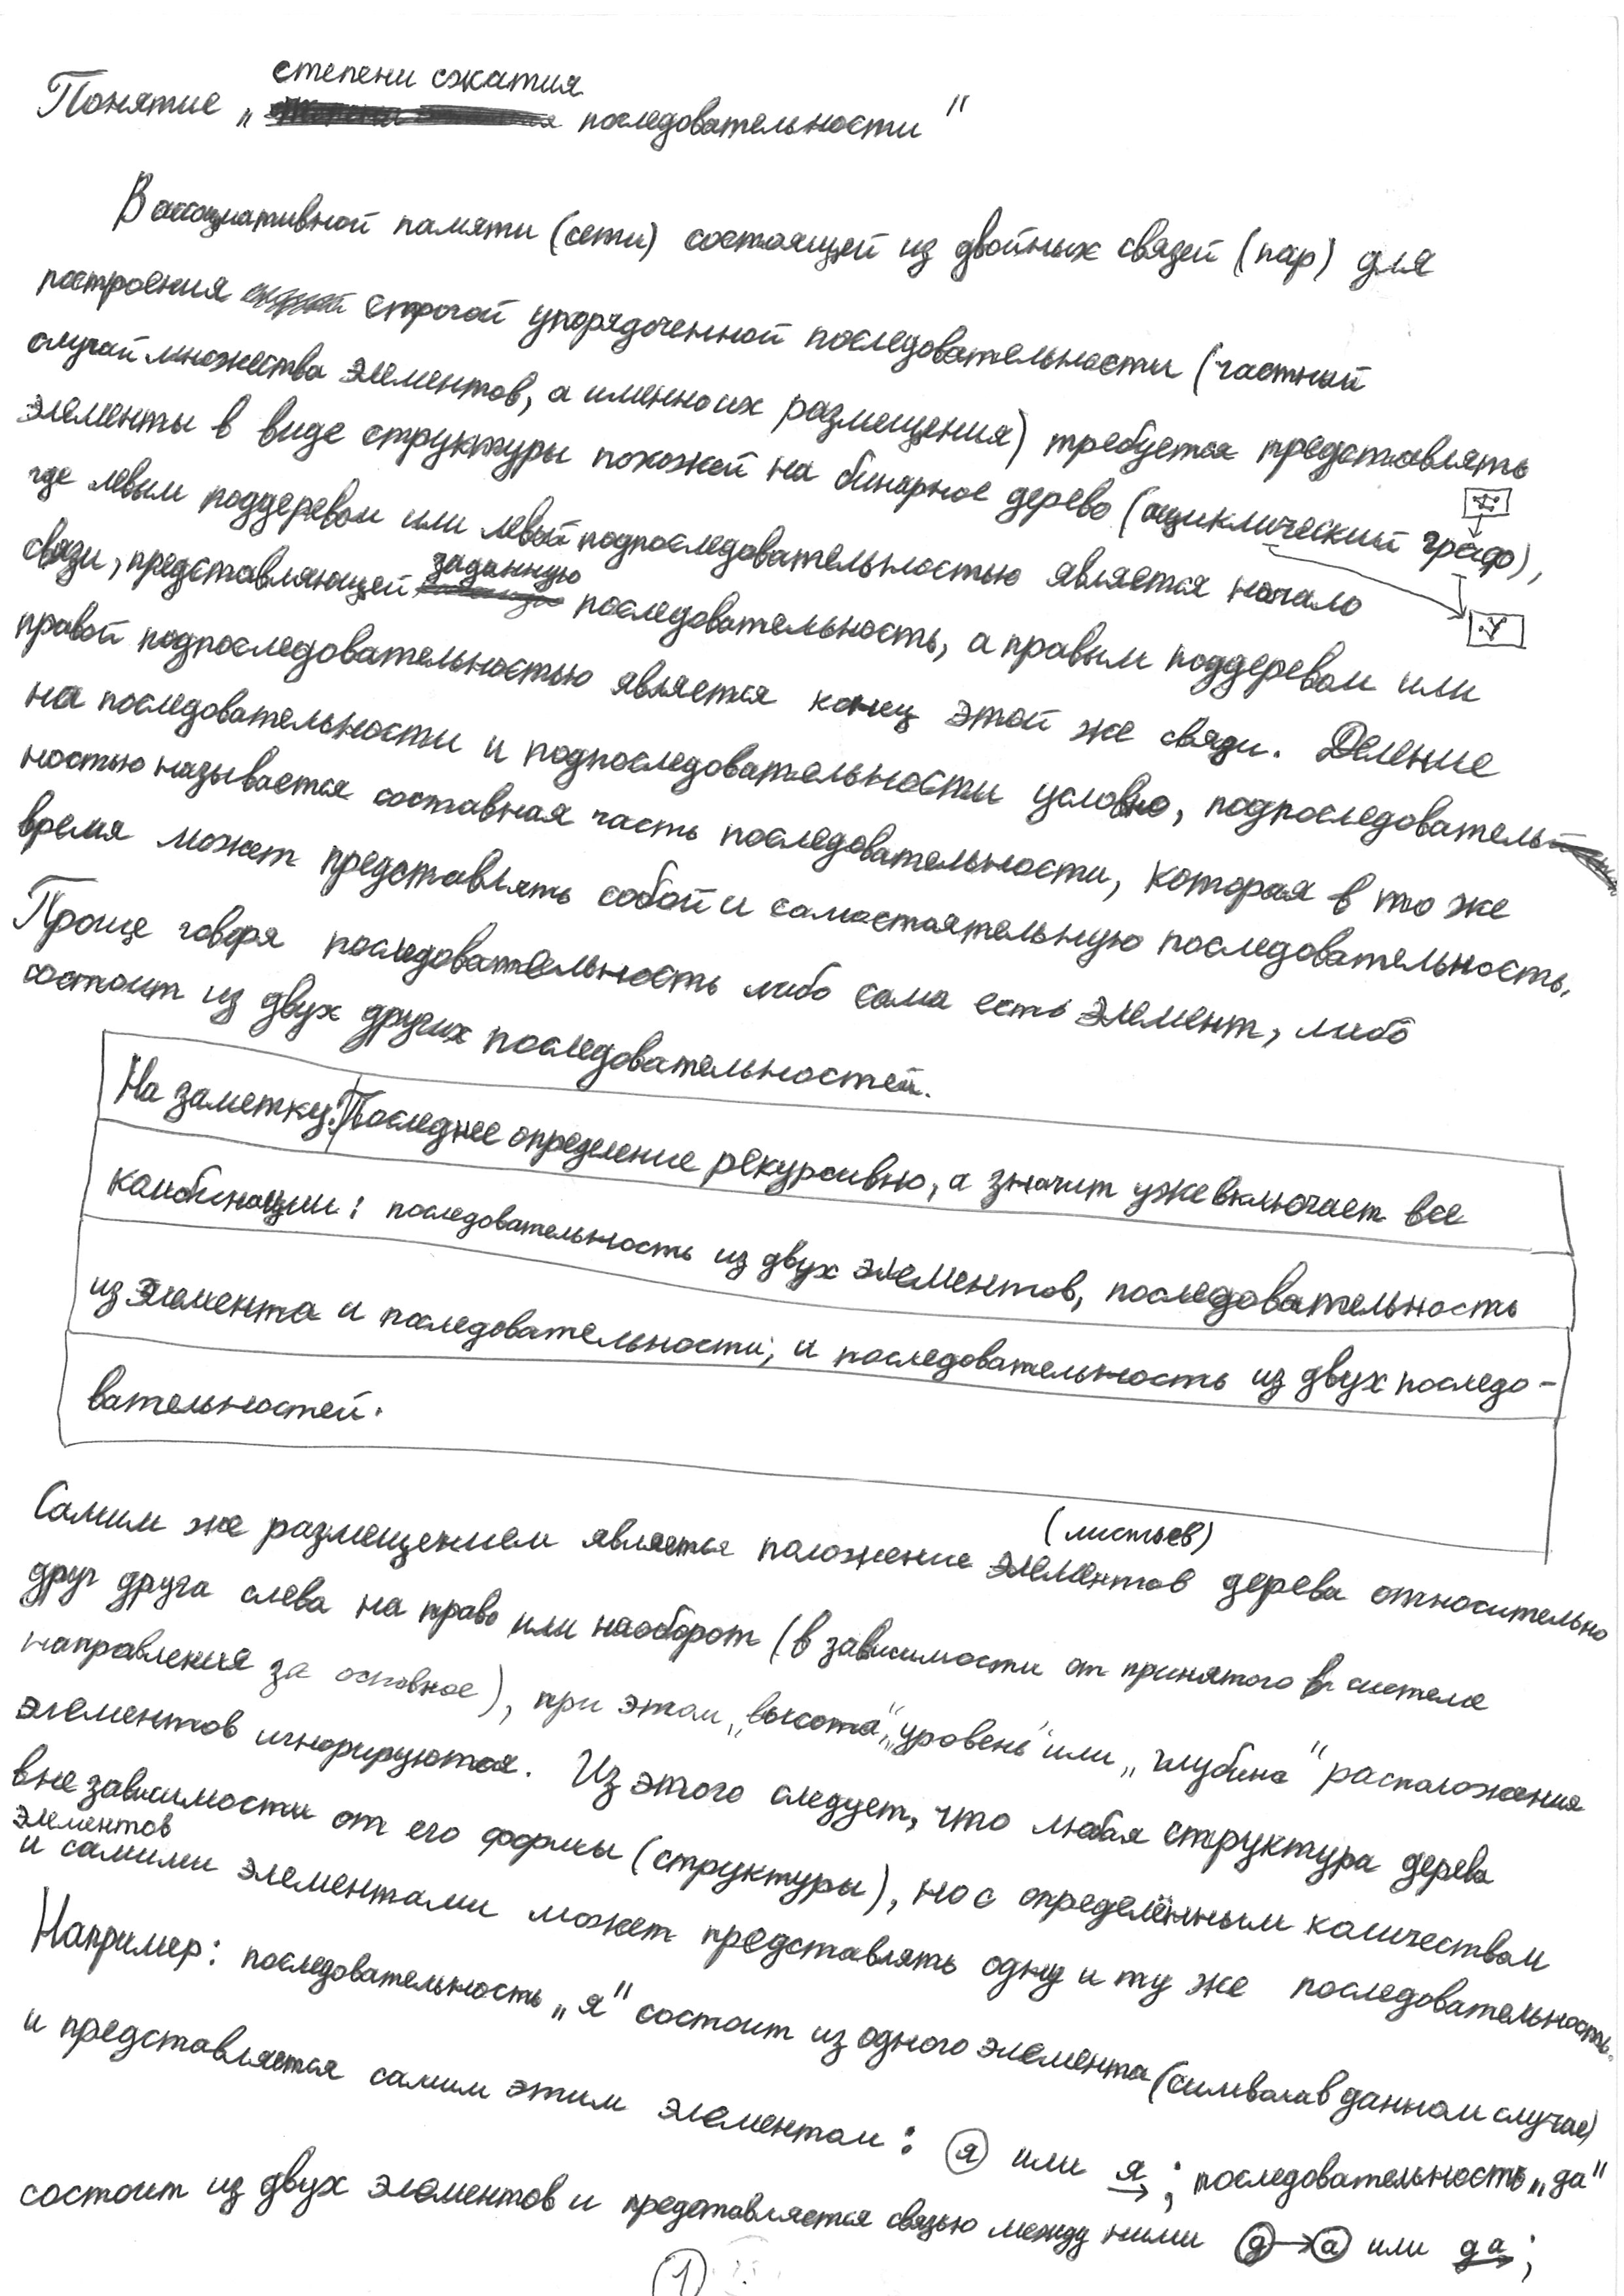 степени сжатия
Понятие „ последовательности"
В ассоциативной памяти (сети) состоящей из двойных связей (пар) для
построения строгой упорядоченной последовательности (частный
случай множества элементов, а именно их размещения) требуется представлять
элементы в виде структуры похожей на бинарное дерево (ациклический граф),
где левым поддеревом или левой подпоследовательностью является начало
связи, представляющей заданную последовательность, а правым поддеревом или
правой подпоследовательностью является конец этой же связи. Деление
на последовательности и подпоследовательности условно, подпоследователь-
ностью называется составная часть последовательности, которая в то же
время может представлять собой и самостоятельную последовательность.
Проще говоря последовательность либо сама есть элемент, либо
состоит из двух других последовательностей.
На заметку: Последнее определение рекурсивно, а значит уже включает все
комбинации: последовательность из двух элементов, последовательность
из элемента и последовательности; и последовательность из двух последо-
вательностей.
Самим же размещением является положение элементов (листьев) дерева относительно
друг друга слева на право или наоборот (в зависимости от принятого в системе
направления за основное), при этом „высота", „уровень" или „глубина" расположения
элементов игнорируются. Из этого следует, что любая структура дерева
вне зависимости от его формы (структуры), но с определённым количеством
элементов
и самими элементами может представлять одну и ту же последовательность.
Например: последовательность „я" состоит из одного элемента (символа в данном случае)
и представляется самим этим элементом: я или я; последовательность „да"
состоит из двух элементов и представляется связью между ними д→а или да;
1